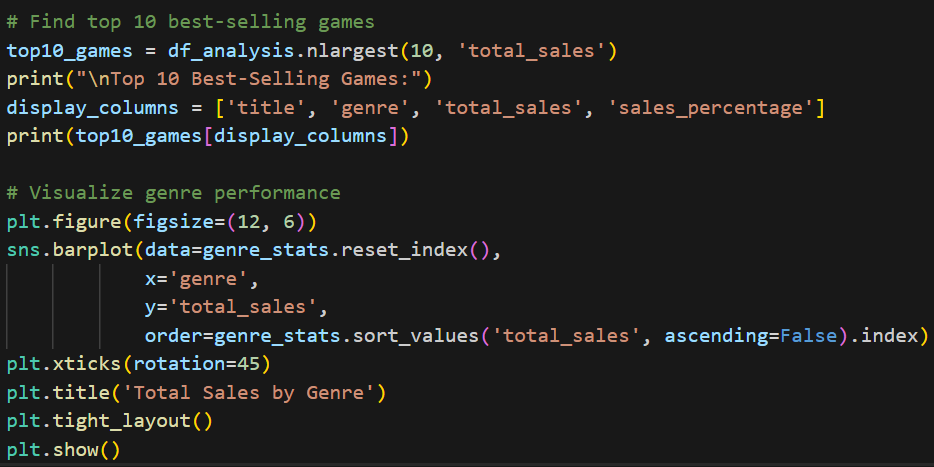 # Find top 10 best-selling games
top10_games = df_analysis.nlargest(10, 'total_sales')
print("\nTop 10 Best-Selling Games:")
display_columns = ['title', 'genre', 'total_sales', 'sales_percentage']
print(top10_games[display_columns])

# Visualize genre performance
plt.figure(figsize=(12, 6))
sns.barplot(data=genre_stats.reset_index(),
            x='genre',
            y='total_sales',
            order=genre_stats.sort_values('total_sales', ascending=False).index)
plt.xticks(rotation=45)
plt.title('Total Sales by Genre')
plt.tight_layout()
plt.show()